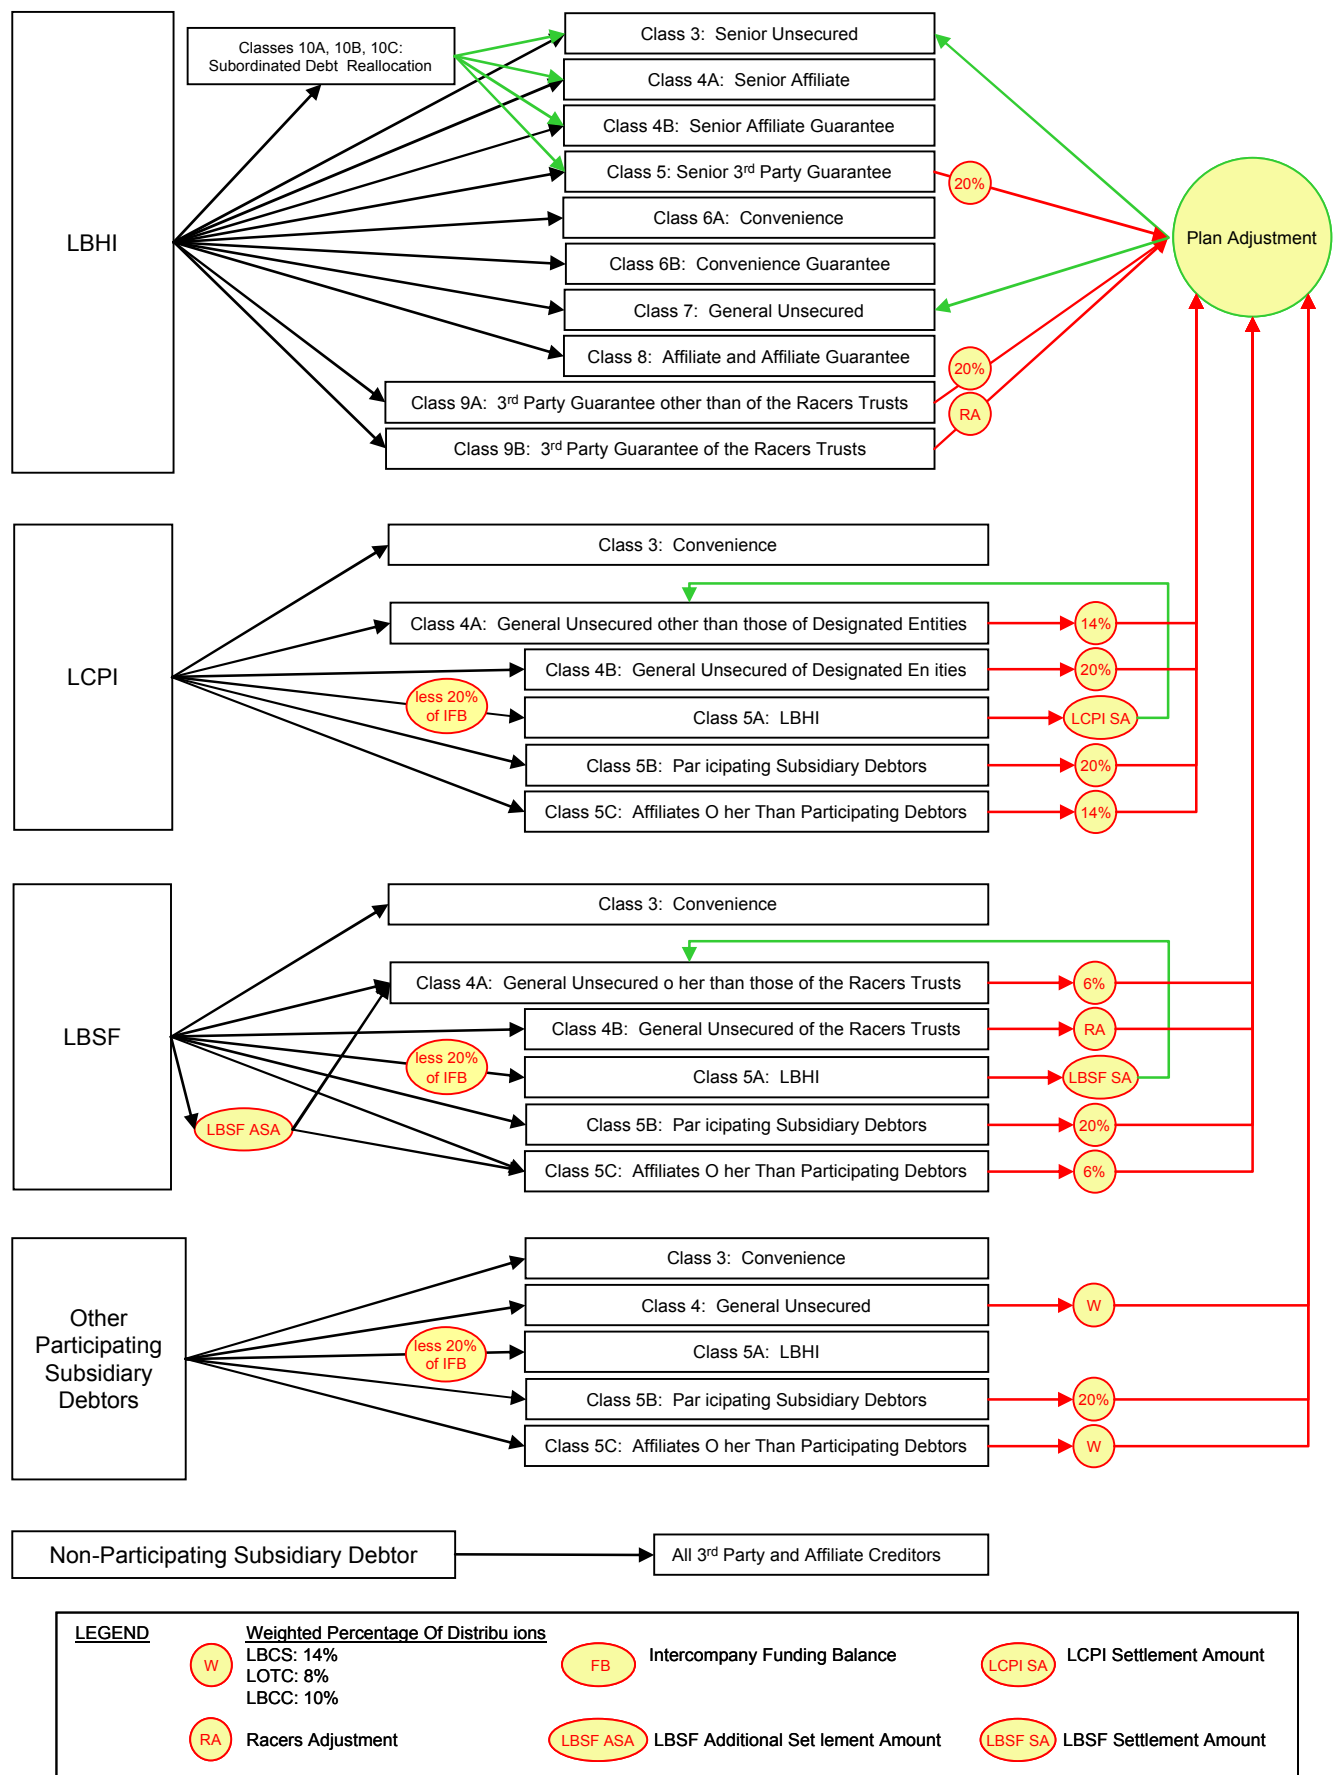 LBHI
Classes 10A, 10B, 10C:
Subordinated Debt Reallocation
Class 3: Senior Unsecured
Class 4A: Senior Affiliate
Class 4B: Senior Affiliate Guarantee
Class 5: Senior 3rd Party Guarantee
20%
Class 6A: Convenience
Class 6B: Convenience Guarantee
Class 7: General Unsecured
Class 8: Affiliate and Affiliate Guarantee
20%
Class 9A: 3rd Party Guarantee other than of the Racers Trusts
RA
Class 9B: 3rd Party Guarantee of the Racers Trusts
Plan Adjustment
LCPI
Class 3: Convenience
Class 4A: General Unsecured other than those of Designated Entities
14%
Class 4B: General Unsecured of Designated En ities
20%
less 20%
of IFB
Class 5A: LBHI
LCPI SA
Class 5B: Par icipating Subsidiary Debtors
20%
Class 5C: Affiliates O her Than Participating Debtors
14%
LBSF
Class 3: Convenience
Class 4A: General Unsecured o her than those of the Racers Trusts
6%
Class 4B: General Unsecured of the Racers Trusts
RA
less 20%
of IFB
Class 5A: LBHI
LBSF SA
LBSF ASA
Class 5B: Par icipating Subsidiary Debtors
20%
Class 5C: Affiliates O her Than Participating Debtors
6%
Other
Participating
Subsidiary
Debtors
Class 3: Convenience
Class 4: General Unsecured
W
less 20%
of IFB
Class 5A: LBHI
Class 5B: Par icipating Subsidiary Debtors
20%
Class 5C: Affiliates O her Than Participating Debtors
W
Non-Participating Subsidiary Debtor
All 3rd Party and Affiliate Creditors
LEGEND
W
Weighted Percentage Of Distribu ions
LBCS: 14%
LOTC: 8%
LBCC: 10%
FB
Intercompany Funding Balance
LCPI SA
LCPI Settlement Amount
RA
Racers Adjustment
LBSF ASA
LBSF Additional Set lement Amount
LBSF SA
LBSF Settlement Amount